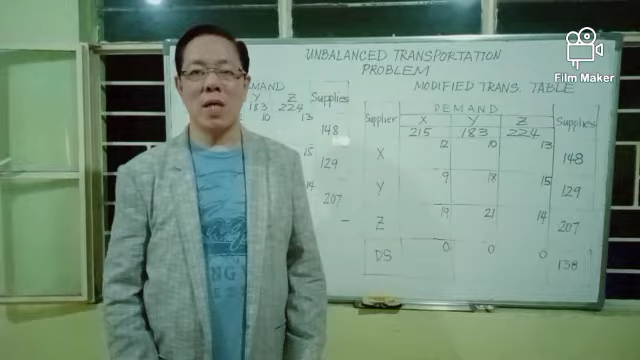 UNBALANCED TRANSPORTATION
PROBLEM
Film Maker
EMAND
Y Z Supplies
183 224
10 13
148
15
129
14
207
MODIFIED TRANS. TABLE
Supplier DEMAND Supplies
X Y Z
215 183 224
X 12 10 13 148
Y 9 18 15 129
Z 19 21 14 207
DS 0 0 0 138